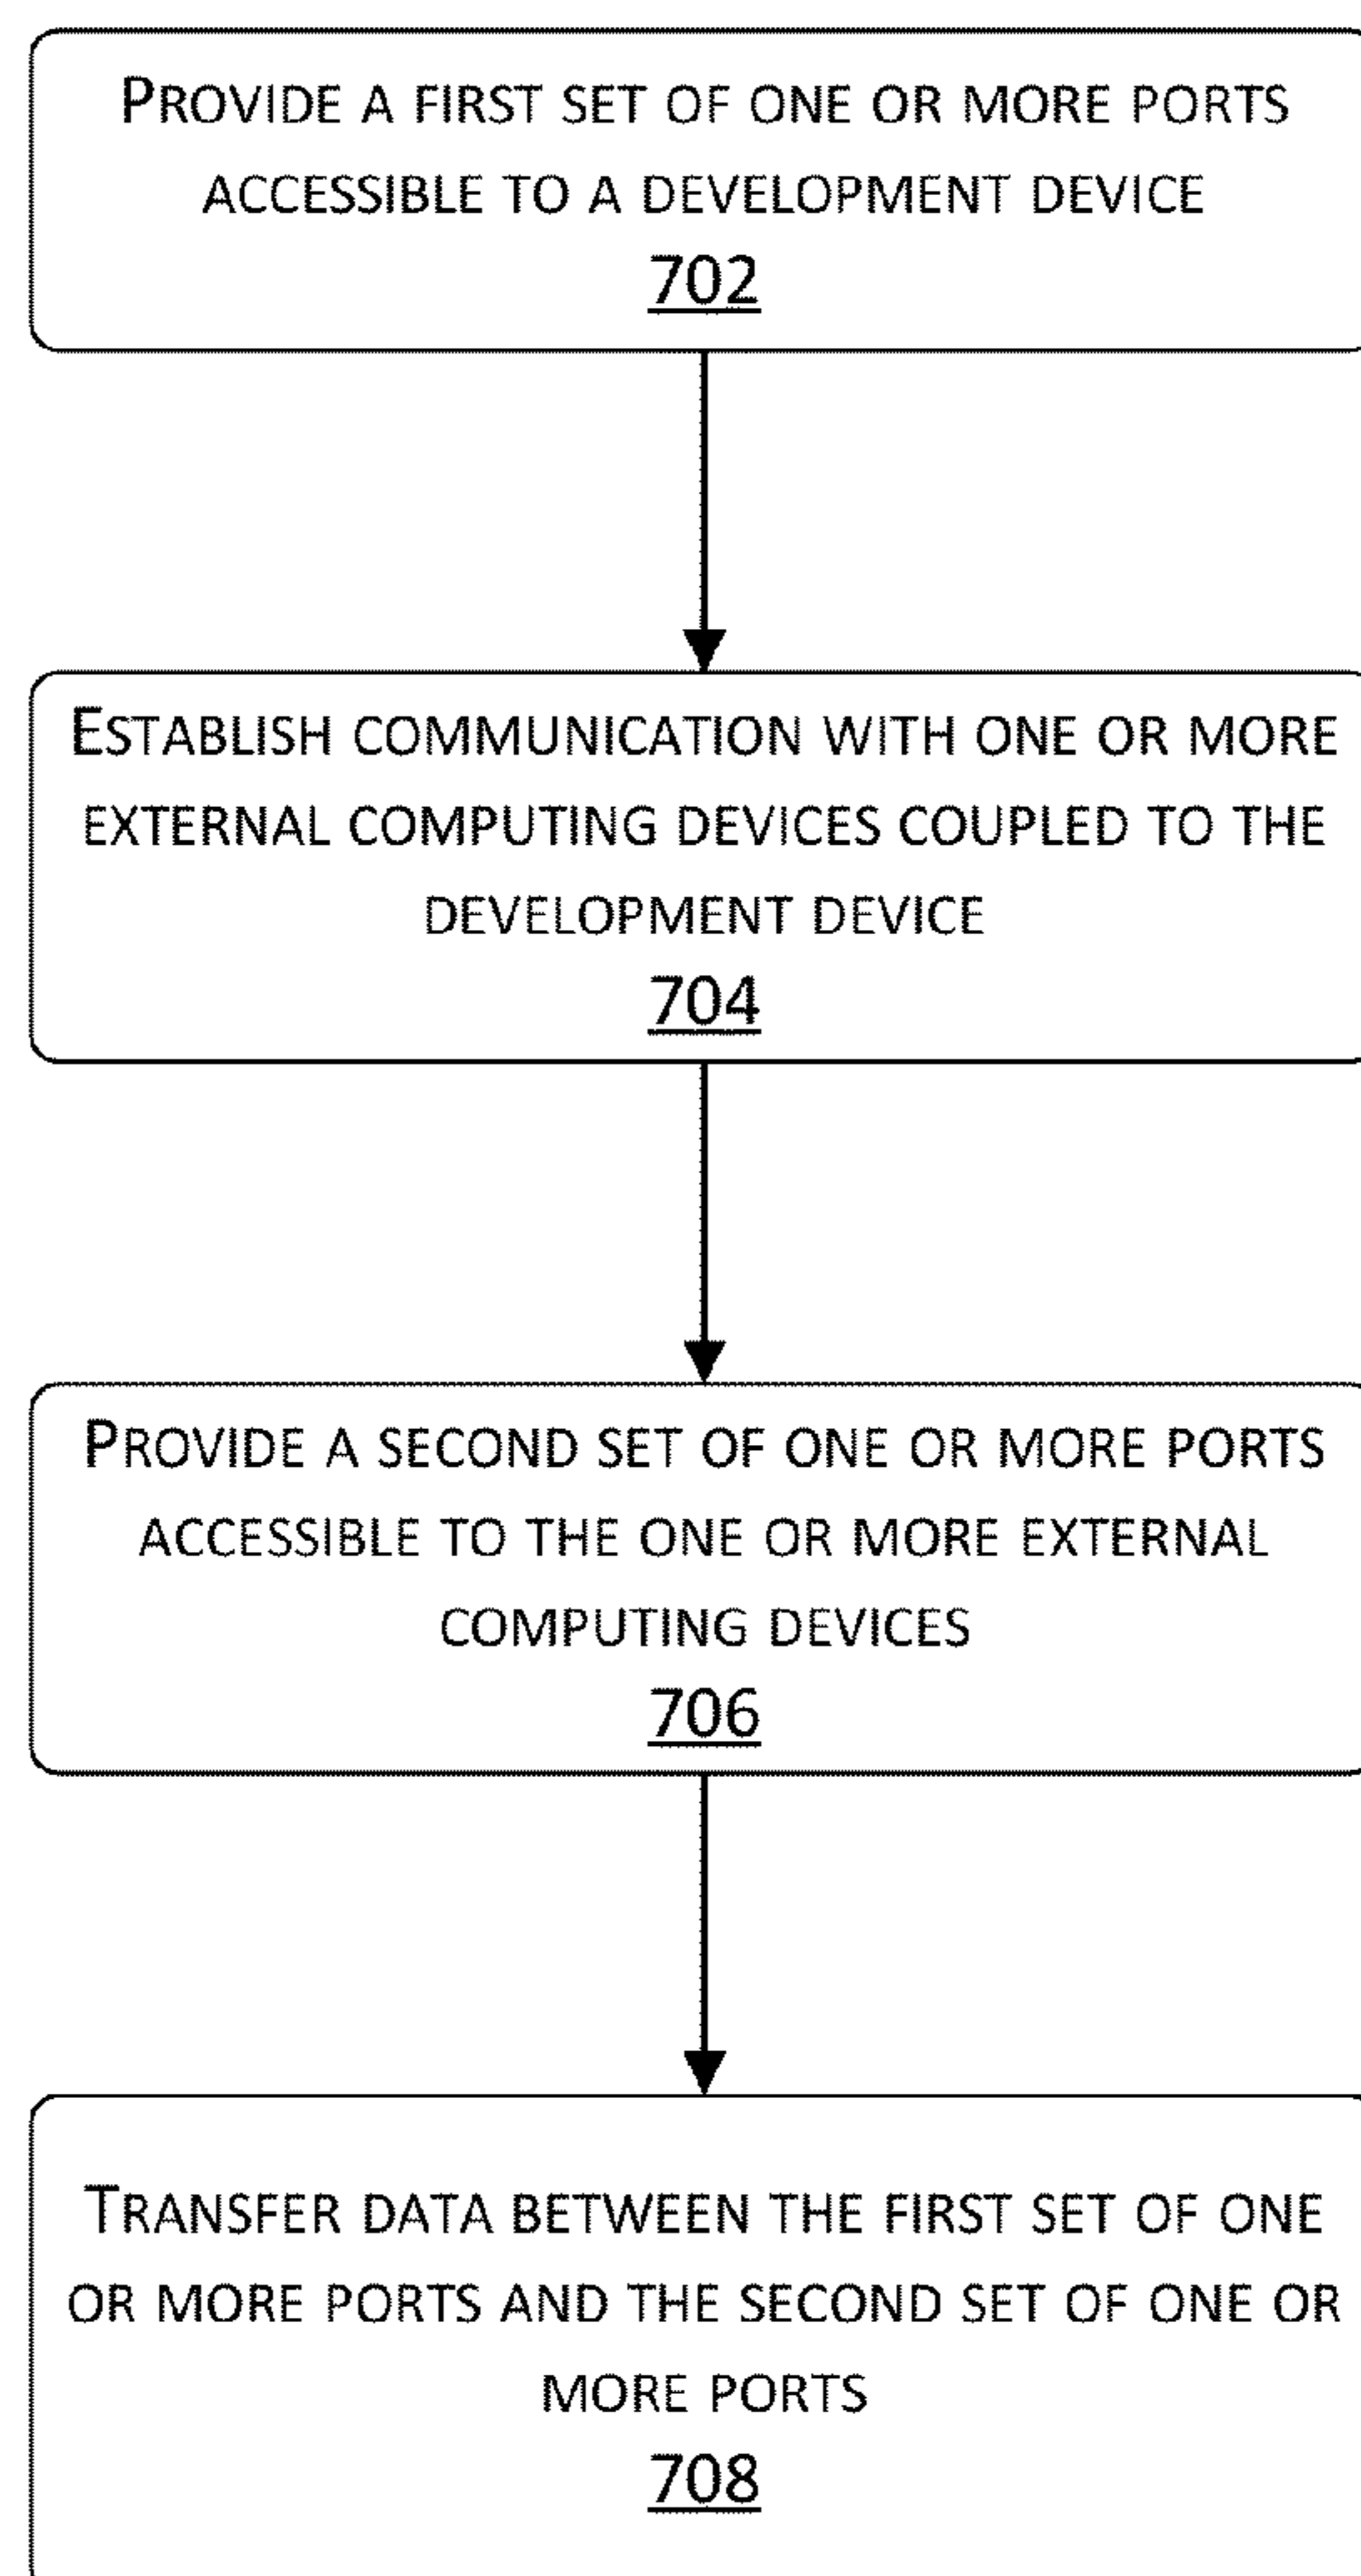 PROVIDE A FIRST SET OF ONE OR MORE PORTS
ACCESSIBLE TO A DEVELOPMENT DEVICE
702
ESTABLISH COMMUNICATION WITH ONE OR MORE
EXTERNAL COMPUTING DEVICES COUPLED TO THE
DEVELOPMENT DEVICE
704
PROVIDE A SECOND SET OF ONE OR MORE PORTS
ACCESSIBLE TO THE ONE OR MORE EXTERNAL
COMPUTING DEVICES
706
TRANSFER DATA BETWEEN THE FIRST SET OF ONE
OR MORE PORTS AND THE SECOND SET OF ONE OR
MORE PORTS
708